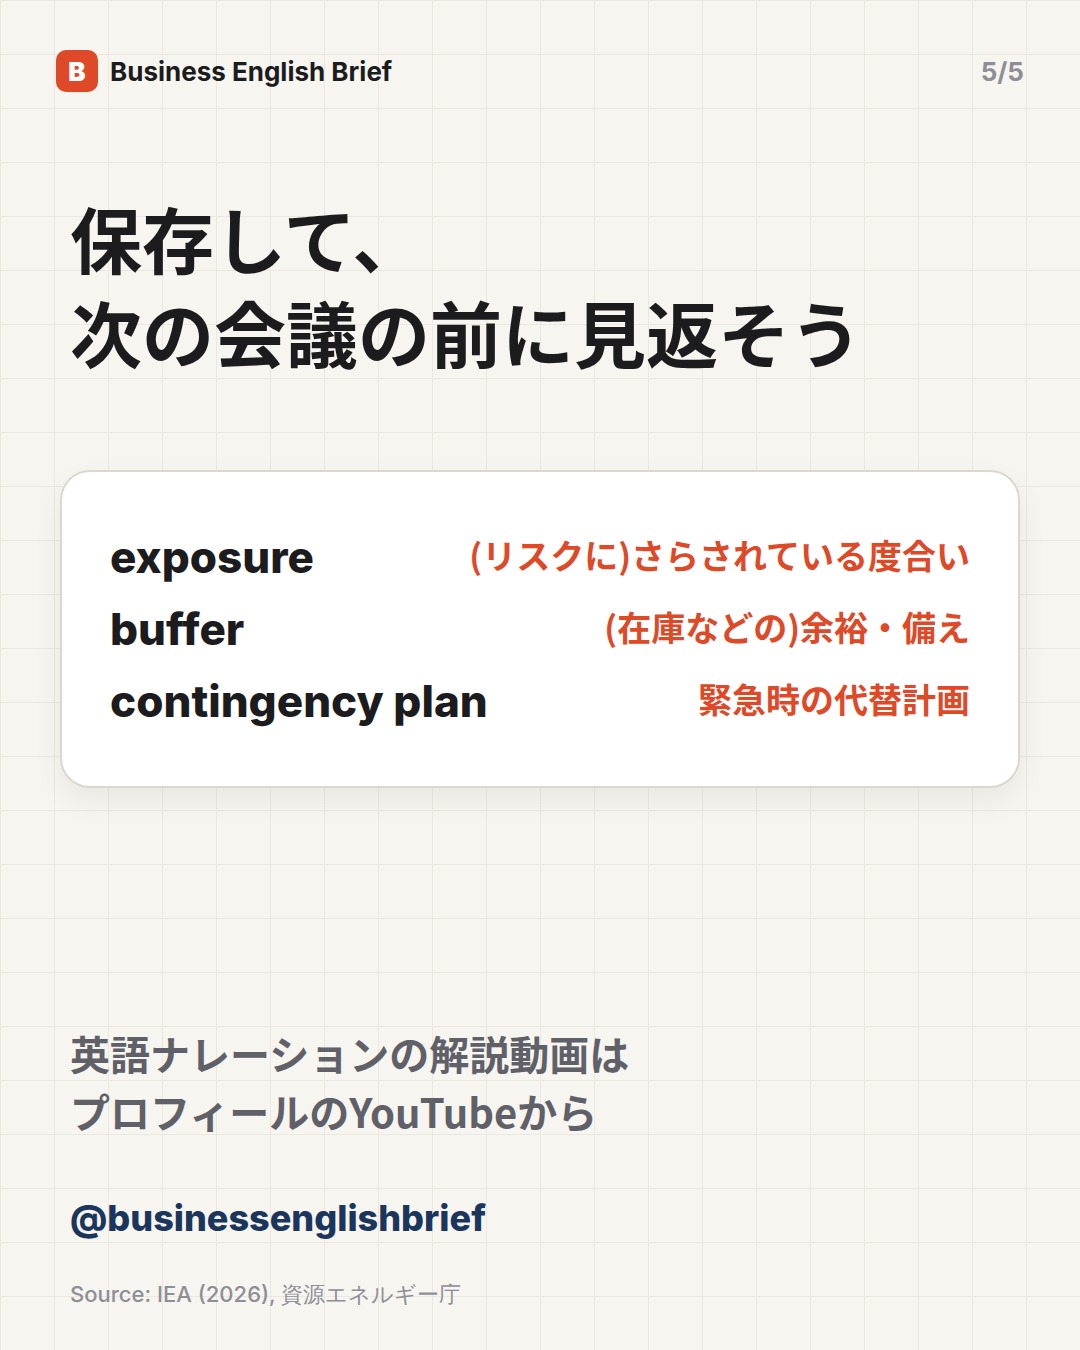 B Business English Brief
5/5
保存して、
次の会議の前に見返そう
exposure (リスクに)さらされている度合い
buffer (在庫などの)余裕・備え
contingency plan 緊急時の代替計画
英語ナレーションの解説動画は
プロフィールのYouTubeから
@businessenglishbrief
Source: IEA (2026), 資源エネルギー庁